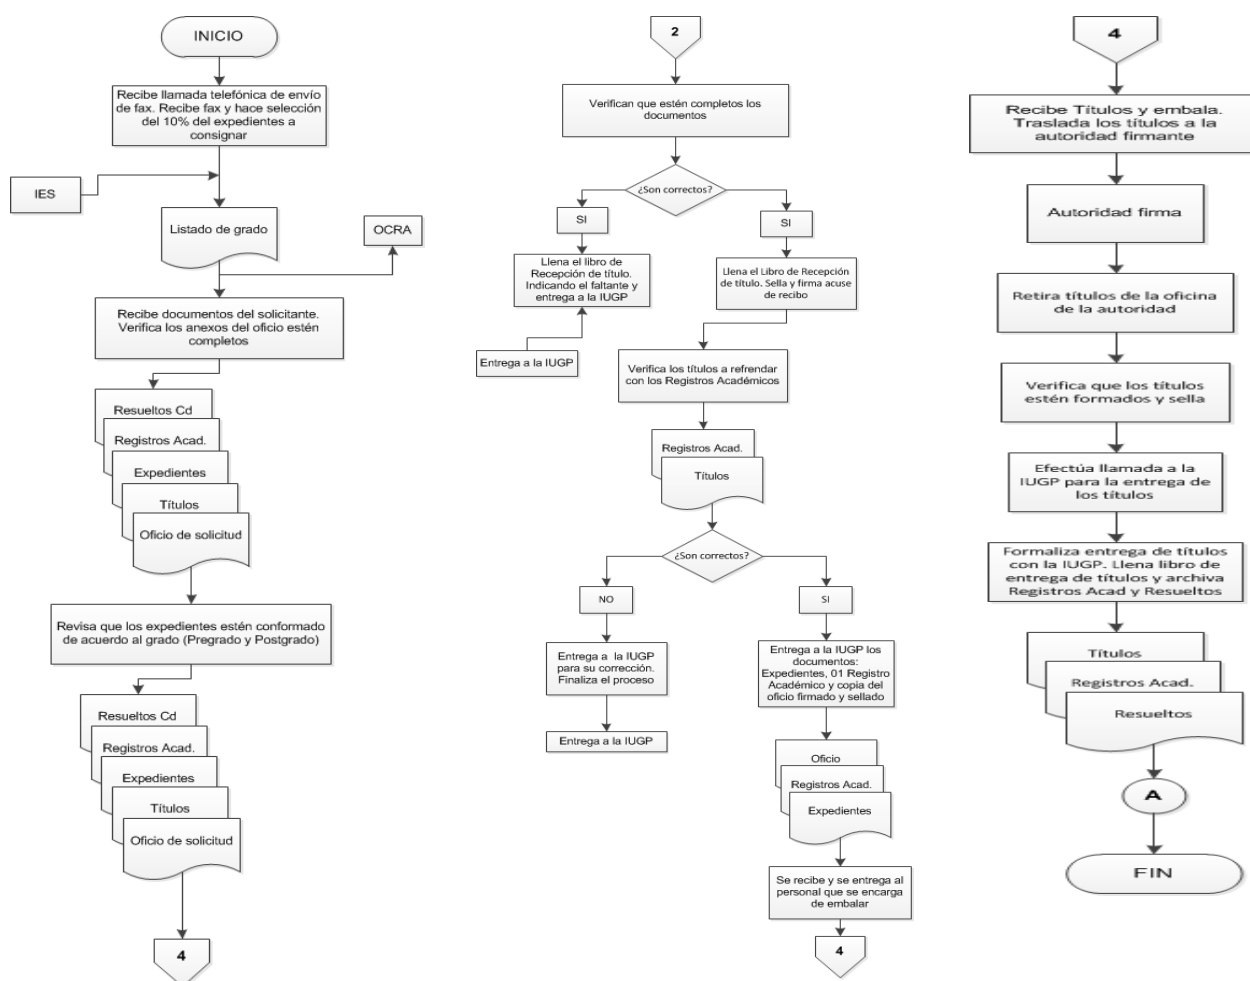 INICIO
Recibe llamada telefónica de envío
de fax. Recibe fax y hace selección
del 10% del expedientes a
consignar
IES
Listado de grado
OCRA
Recibe documentos del solicitante.
Verifica los anexos del oficio estén
completos
Resueltos Cd
Registros Acad.
Expedientes
Títulos
Oficio de solicitud
Revisa que los expedientes estén conformado
de acuerdo al grado (Pregrado y Postgrado)
Resueltos Cd
Registros Acad.
Expedientes
Títulos
Oficio de solicitud
4
2
Verifican que estén completos los
documentos
¿Son correctos?
SI
SI
Llena el libro de
Recepción de título.
Indicando el faltante y
entrega a la IUGP
Llena el Libro de Recepción
de título. Sella y firma acuse
de recibo
Entrega a la IUGP
Verifica los títulos a refrendar
con los Registros Académicos
Registros Acad.
Títulos
¿Son correctos?
NO
SI
Entrega a la IUGP
para su corrección.
Finaliza el proceso
Entrega a la IUGP
Entrega a la IUGP los
documentos:
Expedientes, 01 Registro
Académico y copia del
oficio firmado y sellado
Oficio
Registros Acad.
Expedientes
Se recibe y se entrega al
personal que se encarga
de embalar
4
4
Recibe Títulos y embala.
Traslada los títulos a la
autoridad firmante
Autoridad firma
Retira títulos de la oficina
de la autoridad
Verifica que los títulos
estén formados y sella
Efectúa llamada a la
IUGP para la entrega de
los títulos
Formaliza entrega de títulos
con la IUGP. Llena libro de
entrega de títulos y archiva
Registros Acad y Resueltos
Títulos
Registros Acad.
Resueltos
A
FIN